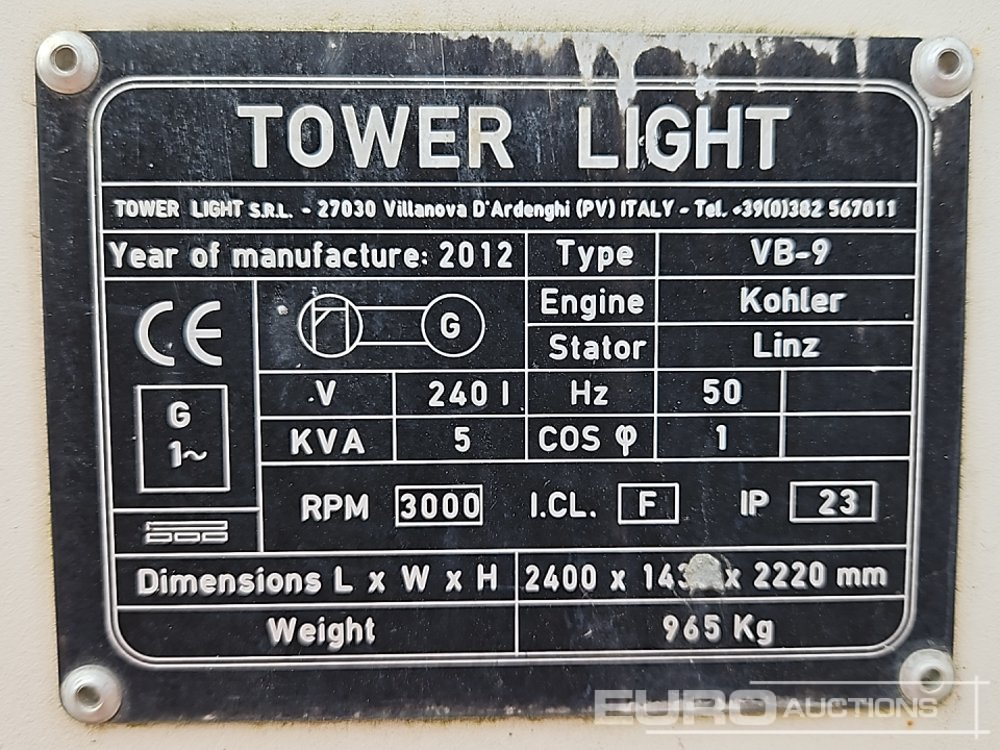 TOWER LIGHT
TOWER LIGHT S.R.L. - 27030 Villanova D'Ardenghi (PV) ITALY - Tel. +39(0)382 567011
Year of manufacture: 2012 Type VB-9
CE G Engine Kohler
Stator Linz
V 240 I Hz 50
G
1~ KVA 5 COS φ 1
RPM 3000 I.CL. F IP 23
Dimensions L x W x H 2400 x x 2220 mm
Weight 965 Kg
EURO AUCTIONS